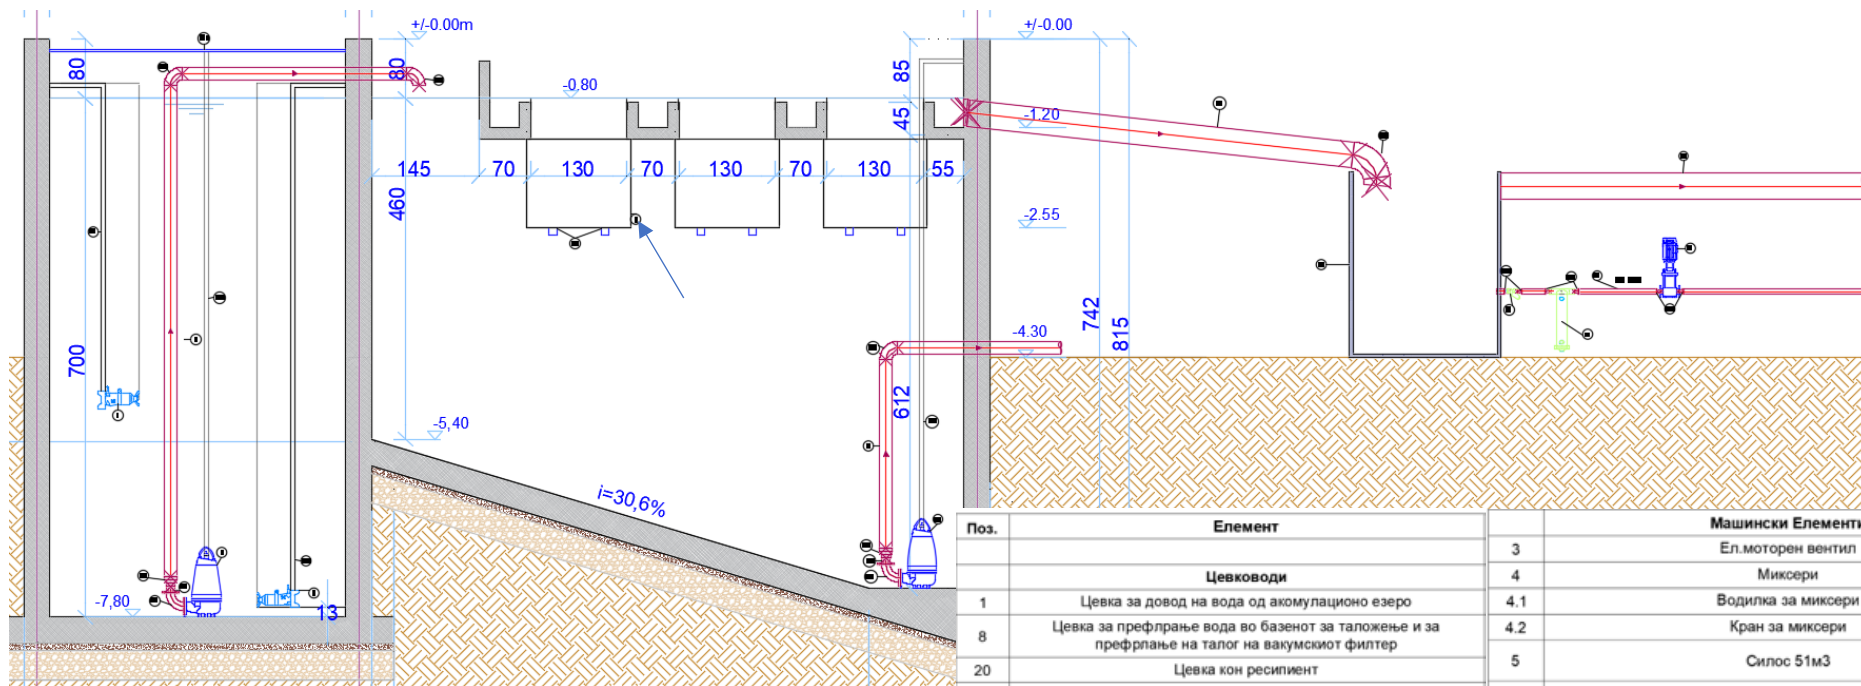 +/-0.00m
+/-0.00
80
80
-0,80
85
45
-1.20
145
70
130
70
130
70
130
55
460
-2.55
700
742
815
-4.30
612
-5,40
i=30,6%
-7,80
13
Поз.
Елемент
Цевководи
1
Цевка за довод на вода од акомулационо езеро
8
Цевка за префрлање вода во базенот за таложење и за
префрлање на талог на вакумскиот филтер
20
Цевка кон ресипиент
Машински Елементи
3
Ел.моторен вентил
4
Миксери
4.1
Водилка за миксери
4.2
Кран за миксери
5
Силос 51м3